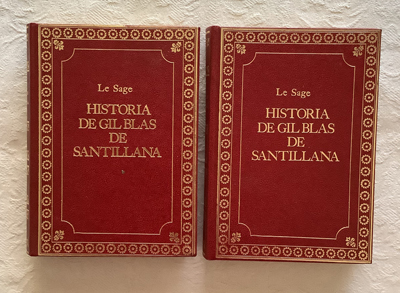 Le Sage
HISTORIA
DE GIL BLAS
DE
SANTILLANA
Le Sage
HISTORIA
DE GIL BLAS
DE
SANTILLANA